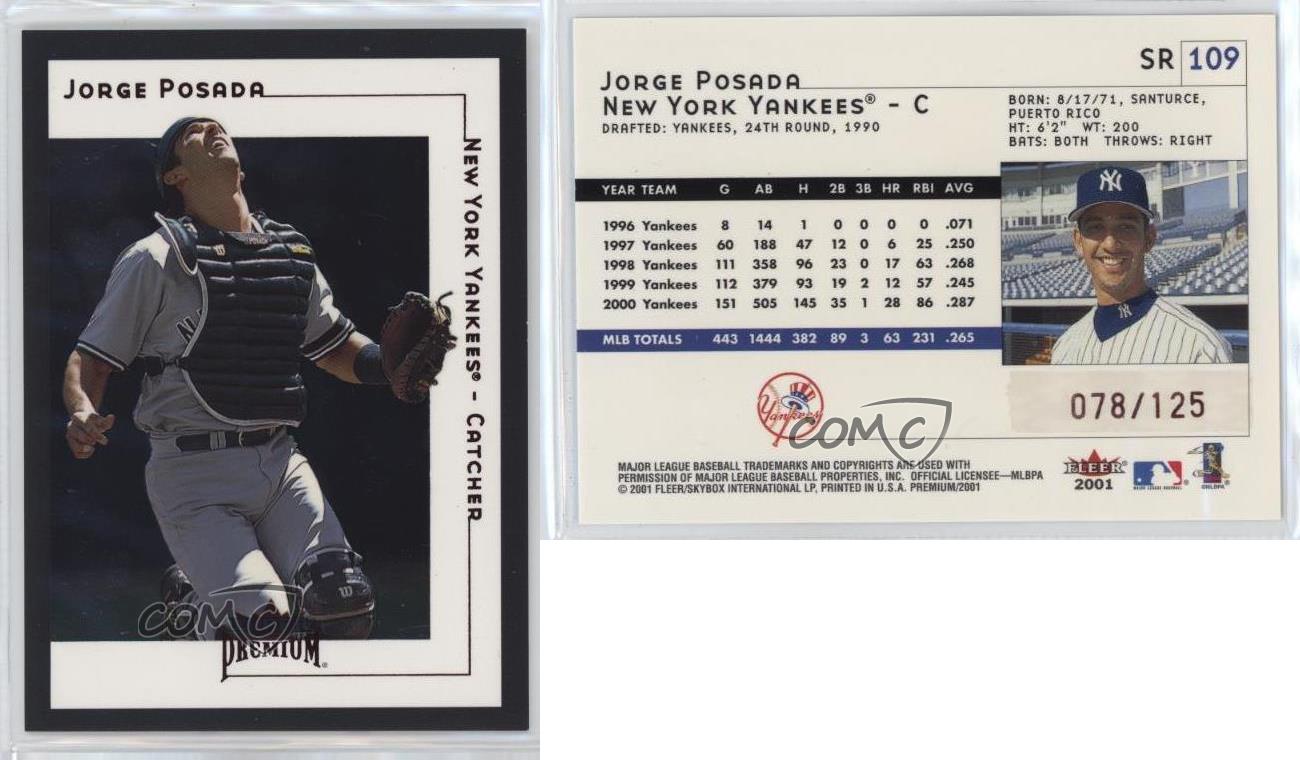 JORGE POSADA
NEW YORK YANKEES® - CATCHER
COMC
PREMIUM®
SR 109
JORGE POSADA
NEW YORK YANKEES® - C
DRAFTED: YANKEES, 24TH ROUND, 1990
BORN: 8/17/71, SANTURCE,
PUERTO RICO
HT: 6'2" WT: 200
BATS: BOTH THROWS: RIGHT
YEAR TEAM G AB H 2B 3B HR RBI AVG
1996 Yankees 8 14 1 0 0 0 0 .071
1997 Yankees 60 188 47 12 0 6 25 .250
1998 Yankees 111 358 96 23 0 17 63 .268
1999 Yankees 112 379 93 19 2 12 57 .245
2000 Yankees 151 505 145 35 1 28 86 .287
MLB TOTALS 443 1444 382 89 3 63 231 .265
078/125
Yankees
COMC
MAJOR LEAGUE BASEBALL TRADEMARKS AND COPYRIGHTS ARE USED WITH
PERMISSION OF MAJOR LEAGUE BASEBALL PROPERTIES, INC. OFFICIAL LICENSEE—MLBPA
© 2001 FLEER/SKYBOX INTERNATIONAL LP, PRINTED IN U.S.A. PREMIUM/2001
FLEER
2001
MAJOR LEAGUE BASEBALL
©MLBPA